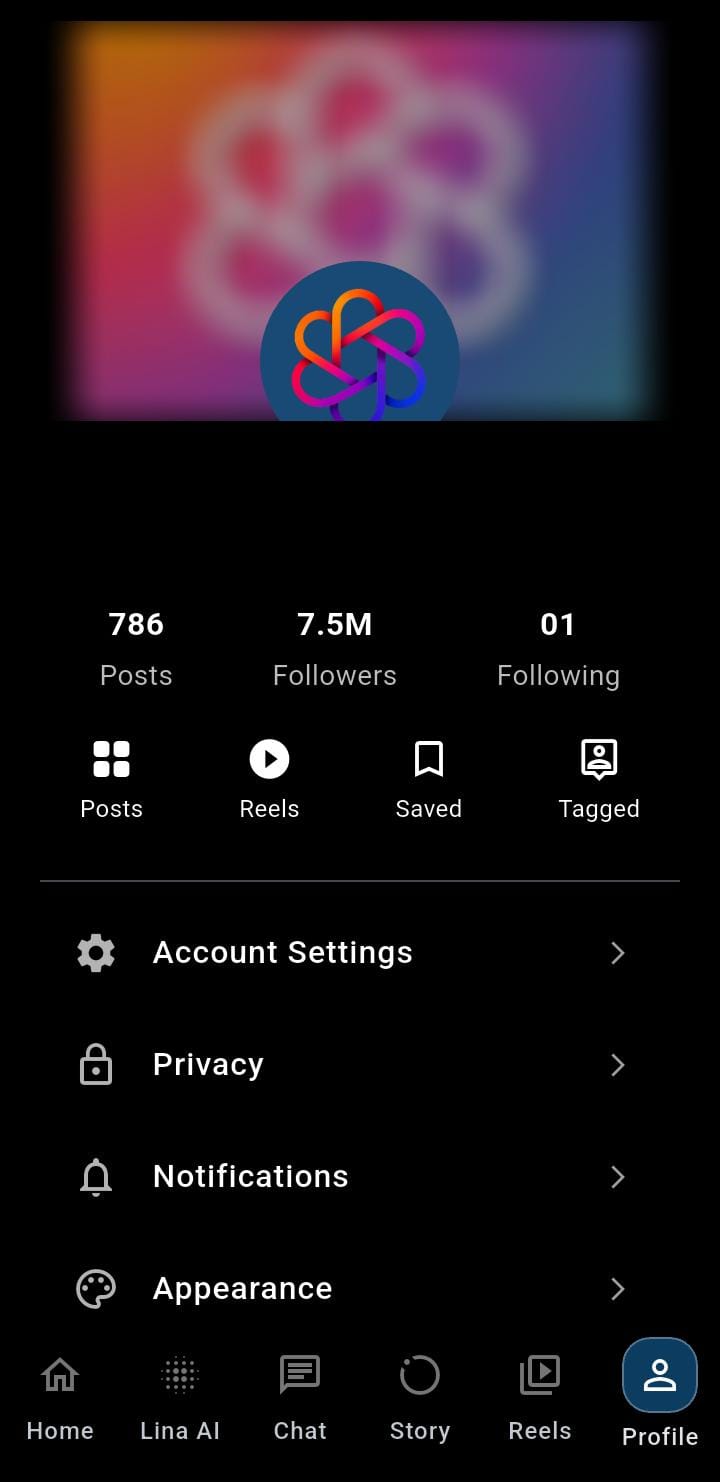 786 7.5M 01
Posts Followers Following
Posts Reels Saved Tagged
Account Settings
Privacy
Notifications
Appearance
Home Lina AI Chat Story Reels Profile